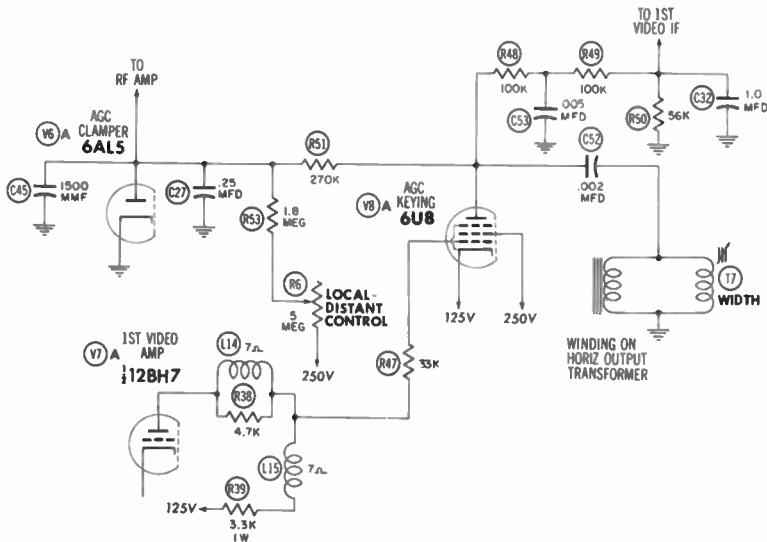 TO 1ST
VIDEO IF
R48
R49
100K
100K
C53
.005
MFD
R50
56K
C32
1.0
MFD
TO
RF AMP
V6 A
AGC
CLAMPER
6AL5
R51
270K
C52
.002
MFD
C45
1500
MMF
C27
.25
MFD
R53
1.8
MEG
V8 A
AGC
KEYING
6U8
R6
5
MEG
LOCAL-
DISTANT
CONTROL
250V
125V
250V
T7
WIDTH
WINDING ON
HORIZ OUTPUT
TRANSFORMER
V7 A
1ST VIDEO
AMP
½12BH7
L14
7Ω
R38
4.7K
R47
33K
L15
7Ω
125V
R39
3.3K
1W